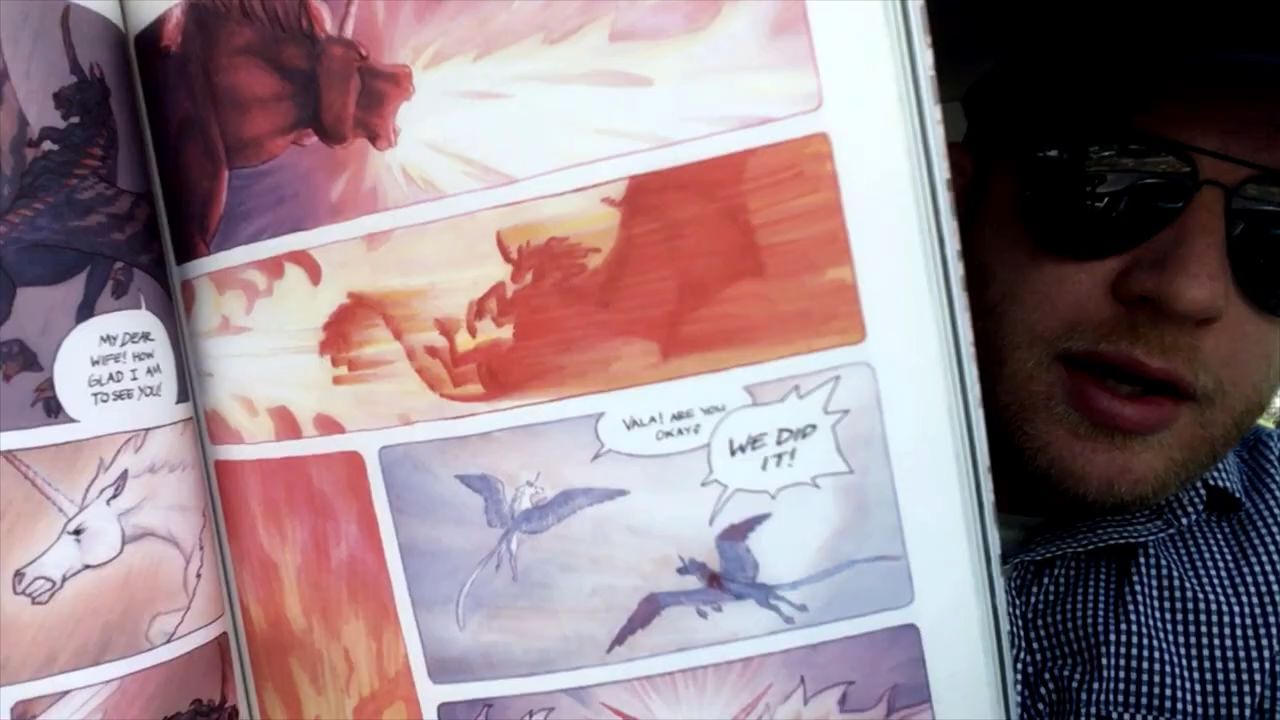 MY DEAR
WIFE! HOW
GLAD I AM
TO SEE YOU!
VALA! ARE YOU
OKAY?
WE DID
IT!